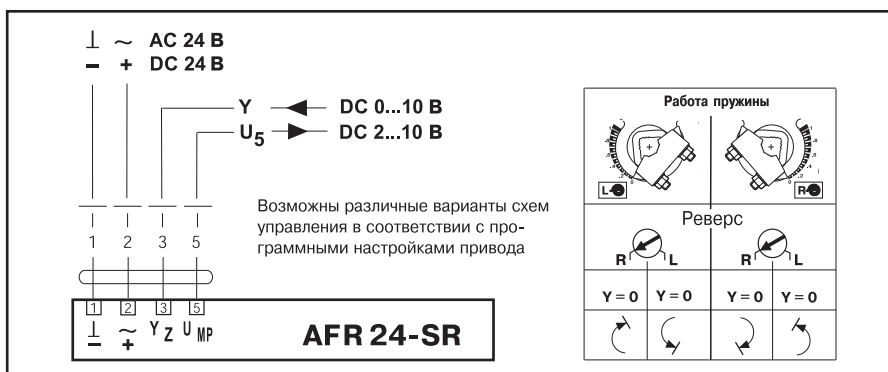 ⊥ ~ AC 24 В
– + DC 24 В
Y DC 0...10 В
U5 DC 2...10 В
Возможны различные варианты схем
управления в соответствии с про-
граммными настройками привода
1 2 3 5
1 2 3 5
⊥ ~ Y Z U MP
– +
AFR 24-SR
Работа пружины
L R
Реверс
R L R L
Y = 0 Y = 0 Y = 0 Y = 0